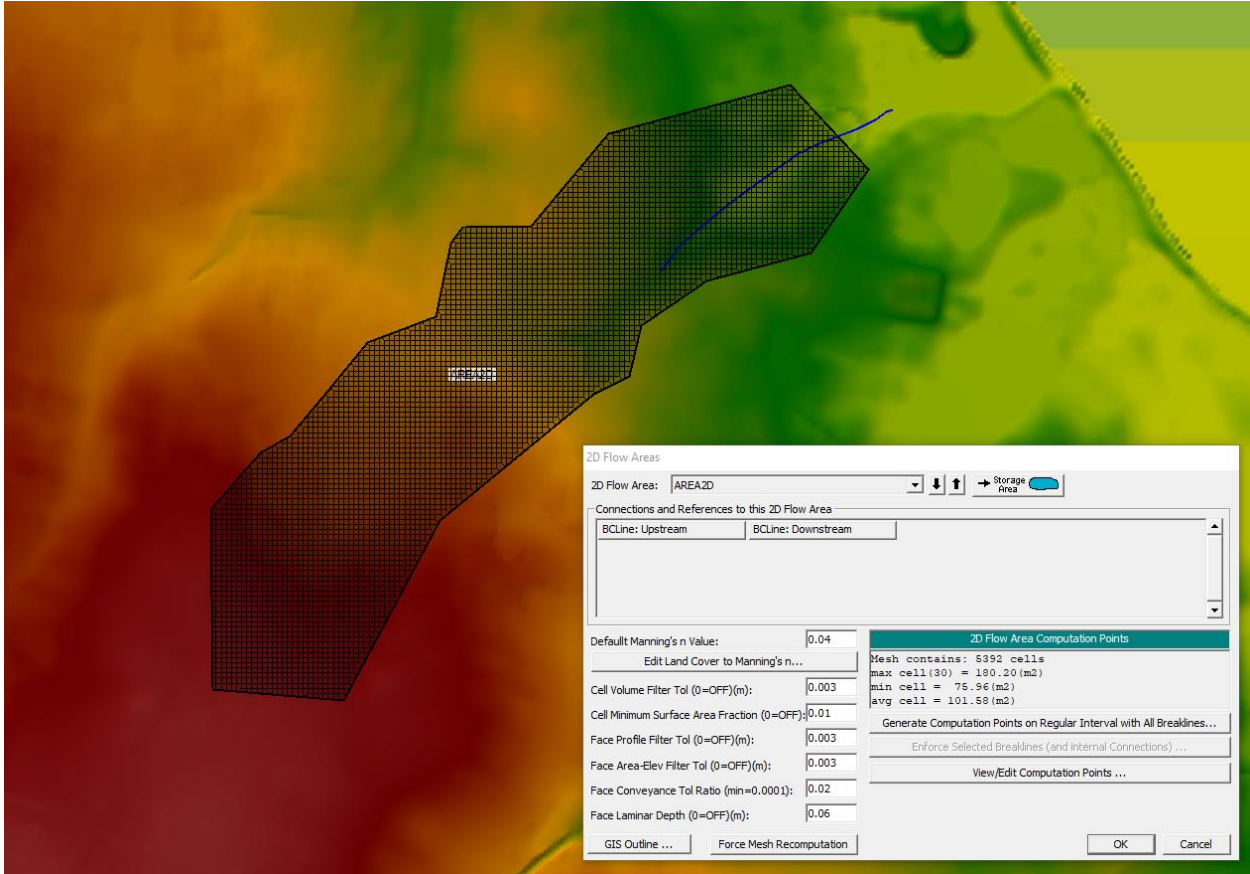 AREA2D
2D Flow Areas
2D Flow Area: AREA2D
Storage Area
Connections and References to this 2D Flow Area
BCLine: Upstream BCLine: Downstream
Default Manning's n Value: 0.04
Edit Land Cover to Manning's n...
Cell Volume Filter Tol (0=OFF)(m): 0.003
Cell Minimum Surface Area Fraction (0=OFF): 0.01
Face Profile Filter Tol (0=OFF)(m): 0.003
Face Area-Elev Filter Tol (0=OFF)(m): 0.003
Face Conveyance Tol Ratio (min=0.0001): 0.02
Face Laminar Depth (0=OFF)(m): 0.06
2D Flow Area Computation Points
Mesh contains: 5392 cells
max cell(30) = 180.20(m2)
min cell = 75.96(m2)
avg cell = 101.58(m2)
Generate Computation Points on Regular Interval with All Breaklines...
Enforce Selected Breaklines (and internal Connections) ...
View/Edit Computation Points ...
GIS Outline ... Force Mesh Recomputation OK Cancel